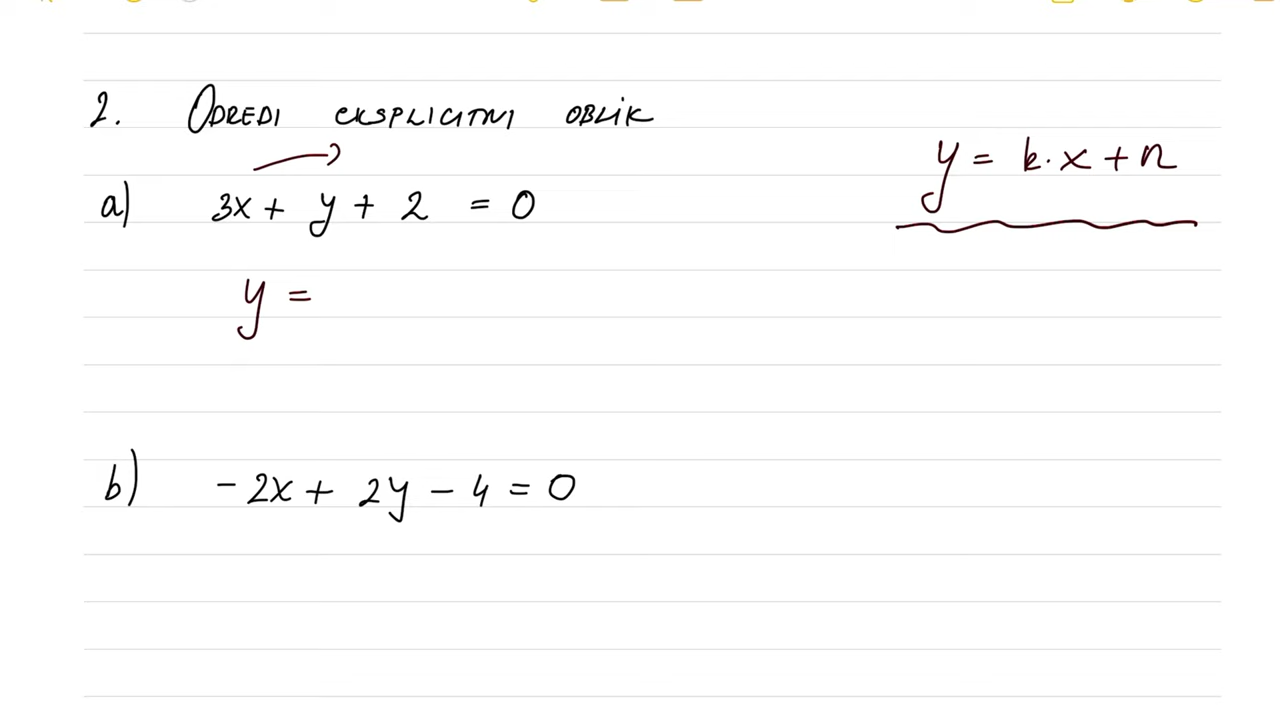 2. ODREDI EKSPLICITNI OBLIK
y = k·x + n
a) 3x + y + 2 = 0
y =
b) -2x + 2y - 4 = 0